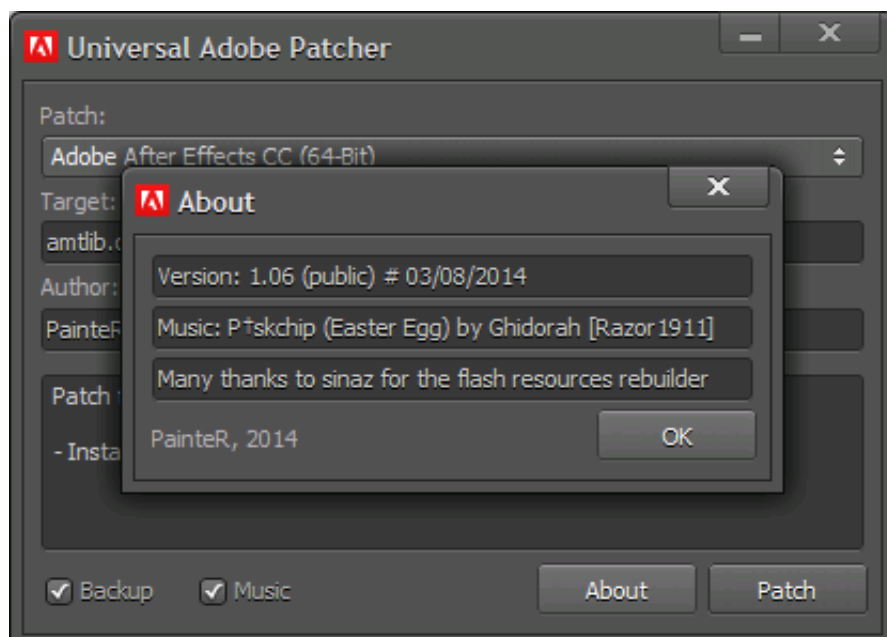 Universal Adobe Patcher
Patch:
Adobe After Effects CC (64-Bit)
Target:
About
Version: 1.06 (public) # 03/08/2014
Author:
Music: P†skchip (Easter Egg) by Ghidorah [Razor1911]
Many thanks to sinaz for the flash resources rebuilder
Patch
PainteR, 2014
OK
Backup
Music
About
Patch